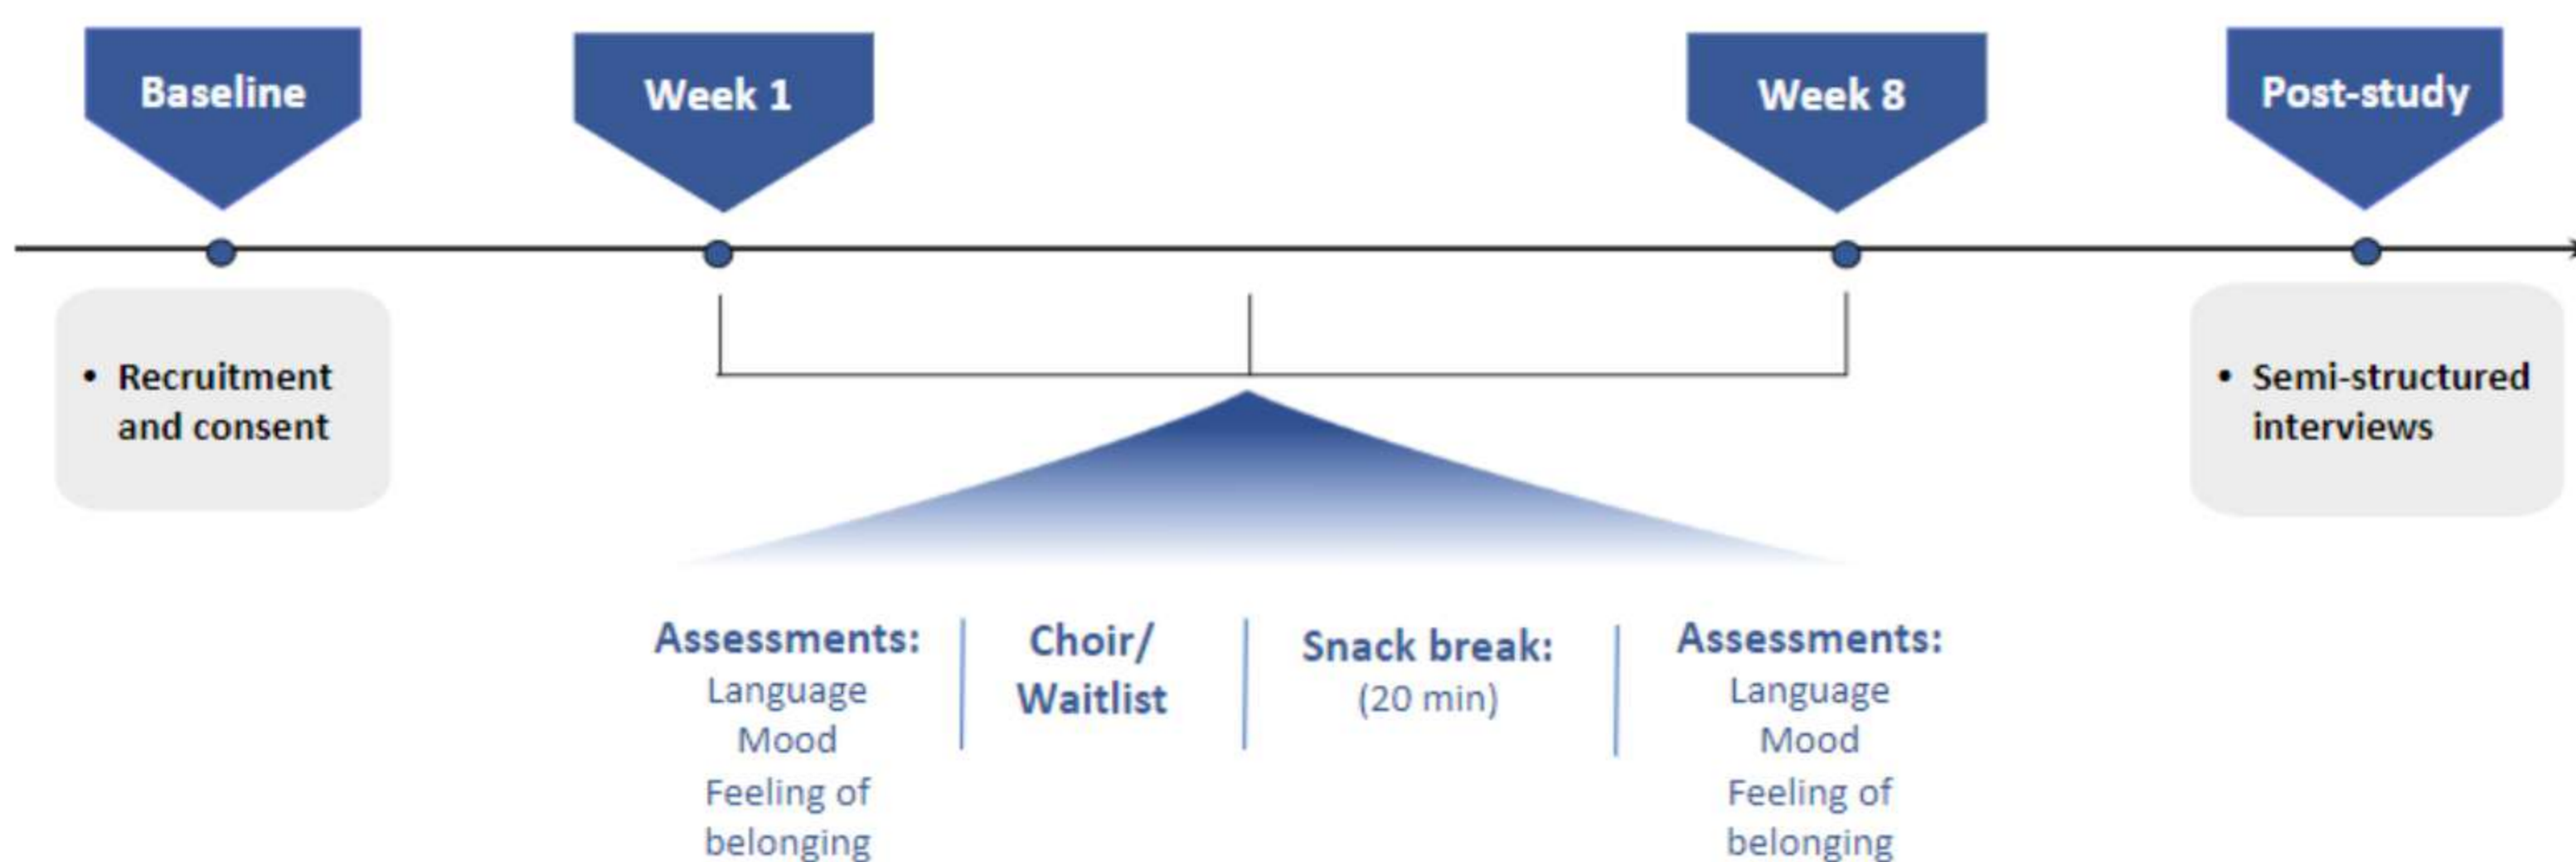 Baseline
Week 1
Week 8
Post-study
• Recruitment
and consent
• Semi-structured
interviews
Assessments:
Language
Mood
Feeling of
belonging
Choir/
Waitlist
Snack break:
(20 min)
Assessments:
Language
Mood
Feeling of
belonging